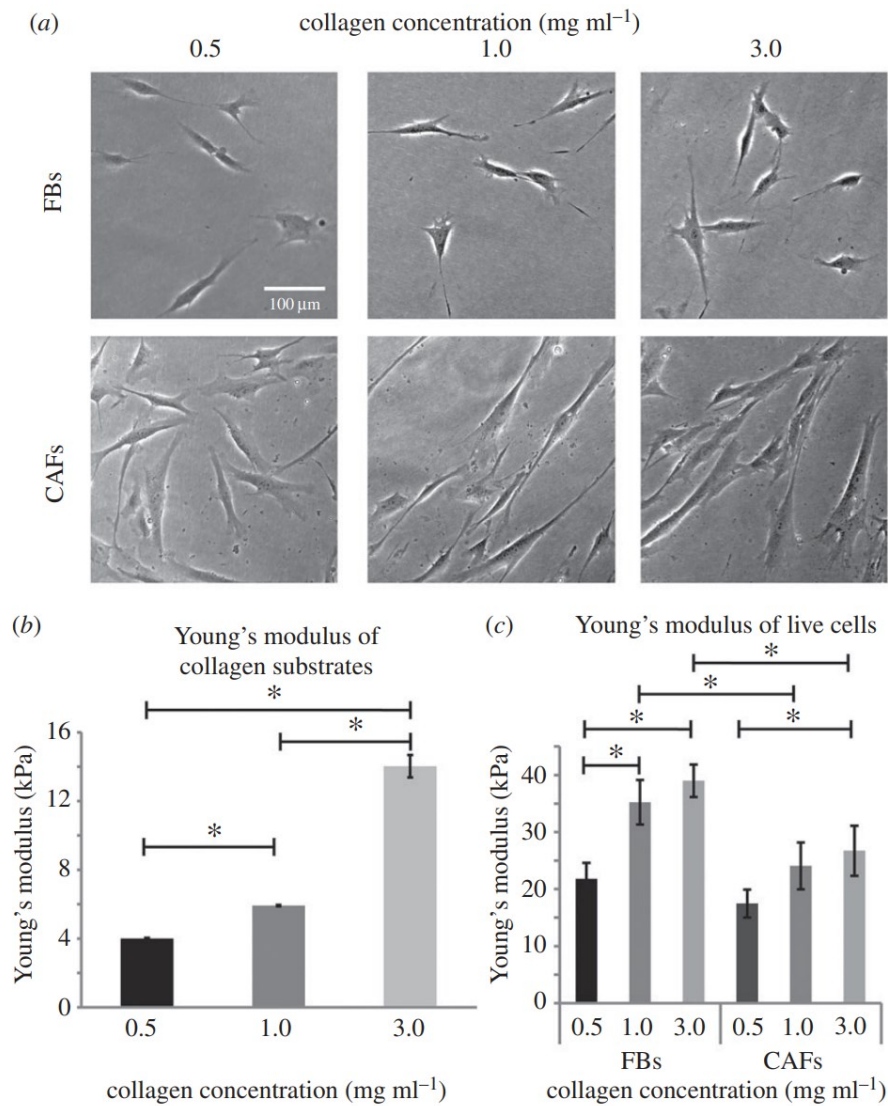 (a)
collagen concentration (mg ml⁻¹)
0.5 1.0 3.0
FBs
100 µm
CAFs
(b)
Young's modulus of
collagen substrates
*
*
*
Young's modulus (kPa)
16
12
8
4
0
0.5 1.0 3.0
collagen concentration (mg ml⁻¹)
(c)
Young's modulus of live cells
*
*
* *
*
Young's modulus (kPa)
40
30
20
10
0
0.5 1.0 3.0 0.5 1.0 3.0
FBs CAFs
collagen concentration (mg ml⁻¹)